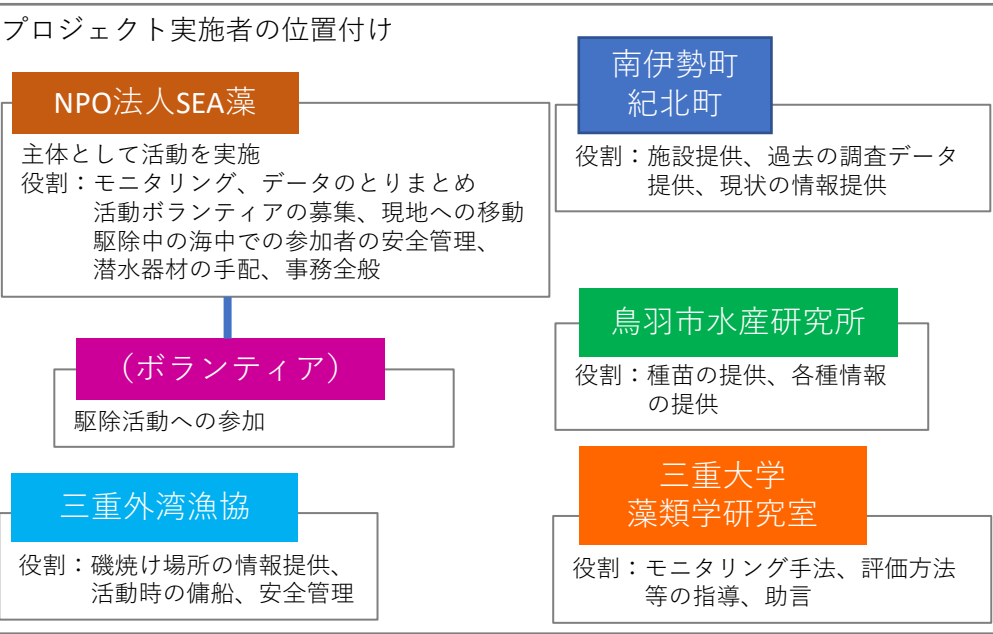 プロジェクト実施者の位置付け
NPO法人SEA藻
主体として活動を実施
役割：モニタリング、データのとりまとめ
活動ボランティアの募集、現地への移動
駆除中の海中での参加者の安全管理、
潜水器材の手配、事務全般
（ボランティア）
駆除活動への参加
三重外湾漁協
役割：磯焼け場所の情報提供、
活動時の傭船、安全管理
南伊勢町
紀北町
役割：施設提供、過去の調査データ
提供、現状の情報提供
鳥羽市水産研究所
役割：種苗の提供、各種情報
の提供
三重大学
藻類学研究室
役割：モニタリング手法、評価方法
等の指導、助言